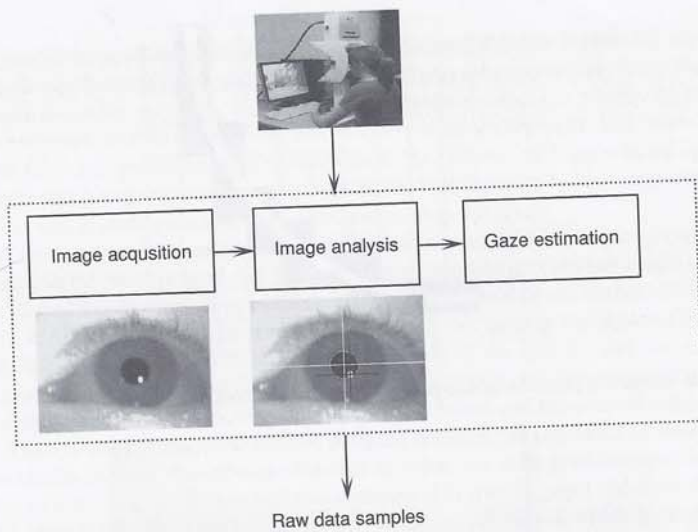 Image acqusition
Image analysis
Gaze estimation
Raw data samples